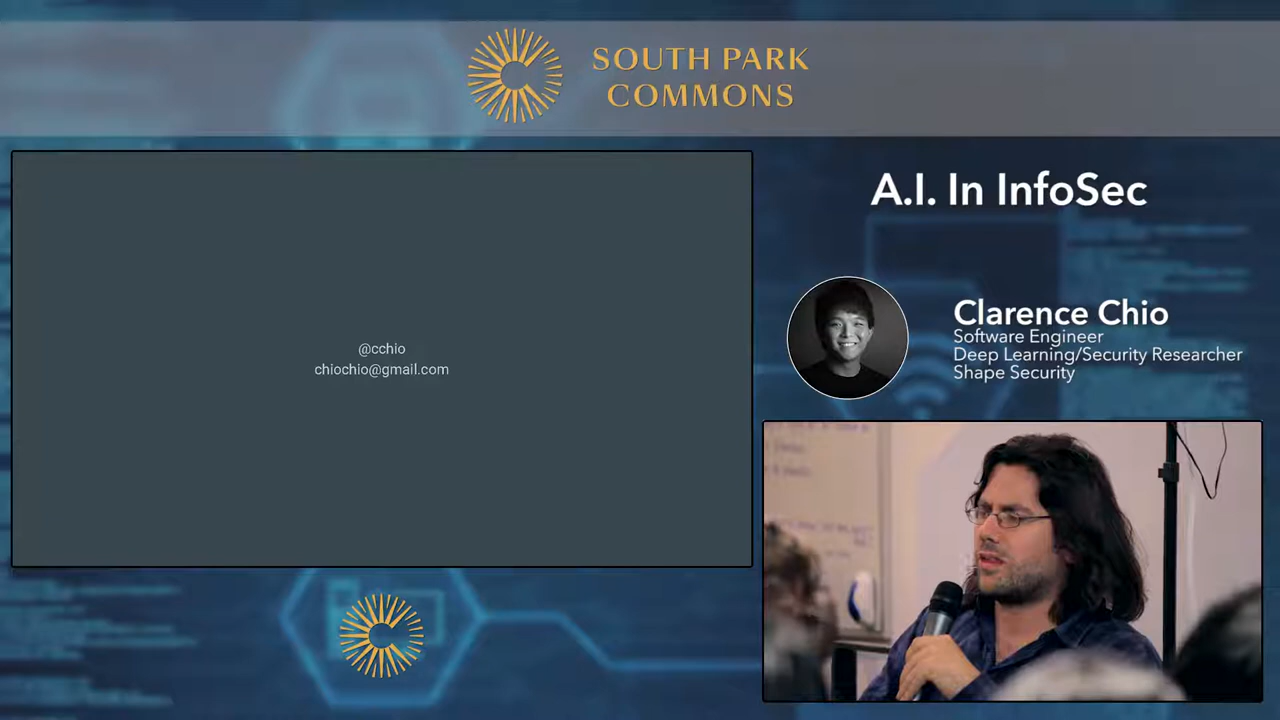 SOUTH PARK
COMMONS
@cchio
chiochio@gmail.com
A.I. In InfoSec
Clarence Chio
Software Engineer
Deep Learning/Security Researcher
Shape Security